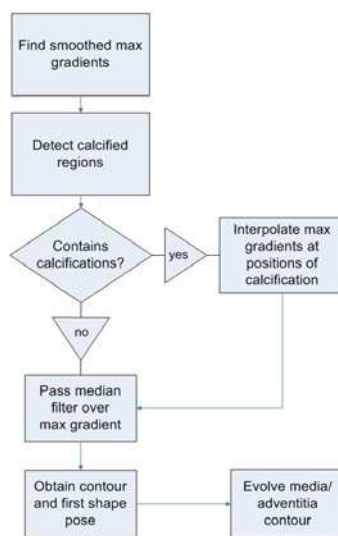 Find smoothed max
gradients
Detect calcified
regions
Contains
calcifications?
yes
Interpolate max
gradients at
positions of
calcification
no
Pass median
filter over
max gradient
Obtain contour
and first shape
pose
Evolve media/
adventitia
contour